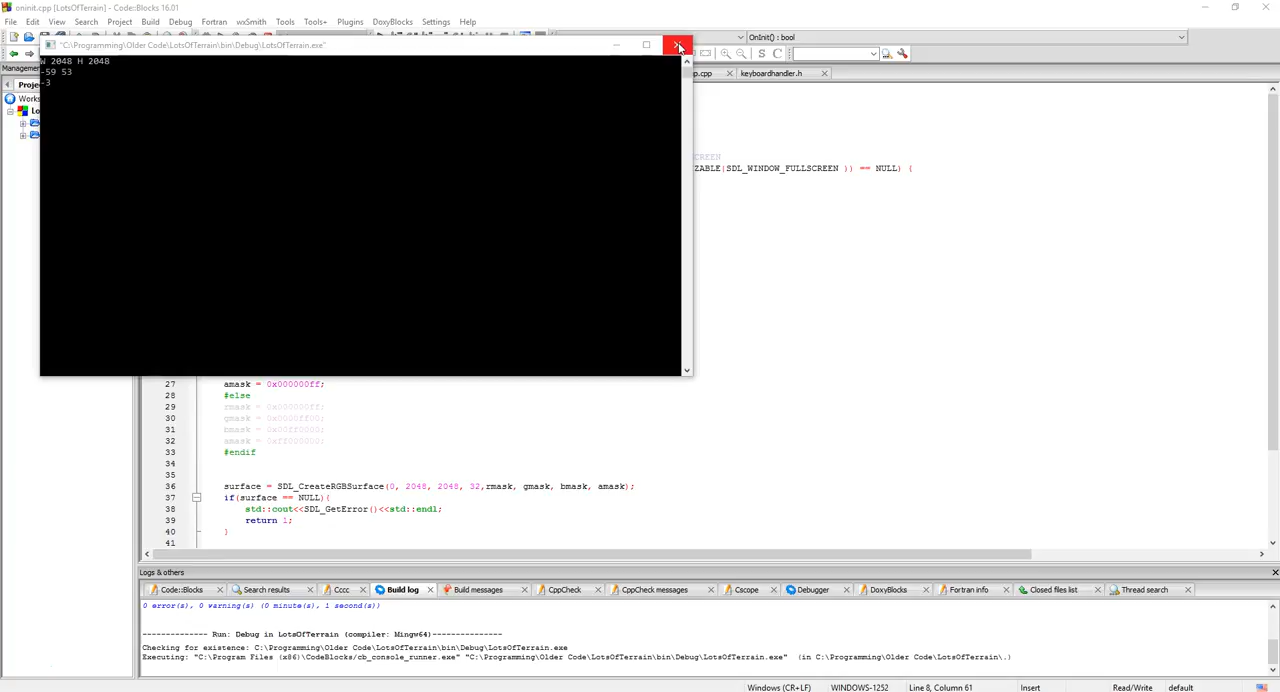 oninit.cpp [LotsOfTerrain] - Code::Blocks 16.01
File Edit View Search Project Build Debug Fortran wxSmith Tools Tools+ Plugins DoxyBlocks Settings Help
"C:\Programming\Older Code\LotsOfTerrain\bin\Debug\LotsOfTerrain.exe"
OnInit() : bool
S C
Management
W 2048 H 2048
-59 53
-3
p.cpp keyboardhandler.h
Projec
Works
Lo
CREEN
ZABLE(SDL_WINDOW_FULLSCREEN )) == NULL) {
27 amask = 0x000000ff;
28 #else
29 rmask = 0x000000ff;
30 gmask = 0x0000ff00;
31 bmask = 0x00ff0000;
32 amask = 0xff000000;
33 #endif
34
35
36 surface = SDL_CreateRGBSurface(0, 2048, 2048, 32,rmask, gmask, bmask, amask);
37 if(surface == NULL){
38 std::cout<<SDL_GetError()<<std::endl;
39 return 1;
40 }
41
Logs & others
Code::Blocks Search results Cccc Build log Build messages CppCheck CppCheck messages Cscope Debugger DoxyBlocks Fortran info Closed files list Thread search
0 error(s), 0 warning(s) (0 minute(s), 1 second(s))
-------------- Run: Debug in LotsOfTerrain (compiler: Mingw64)---------------
Checking for existence: C:\Programming\Older Code\LotsOfTerrain\bin\Debug\LotsOfTerrain.exe
Executing: "C:\Program Files (x86)\CodeBlocks/cb_console_runner.exe" "C:\Programming\Older Code\LotsOfTerrain\bin\Debug\LotsOfTerrain.exe" (in C:\Programming\Older Code\LotsOfTerrain\.)
Windows (CR+LF) WINDOWS-1252 Line 8, Column 61 Insert Read/Write default